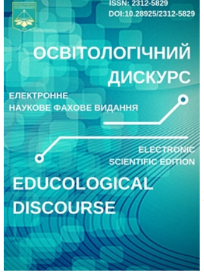 ISSN: 2312-5829
DOI:10.28925/2312-5829
ОСВІТОЛОГІЧНИЙ
ДИСКУРС
ЕЛЕКТРОННЕ
НАУКОВЕ ФАХОВЕ ВИДАННЯ
ELECTRONIC
SCIENTIFIC EDITION
EDUCOLOGICAL
DISCOURSE